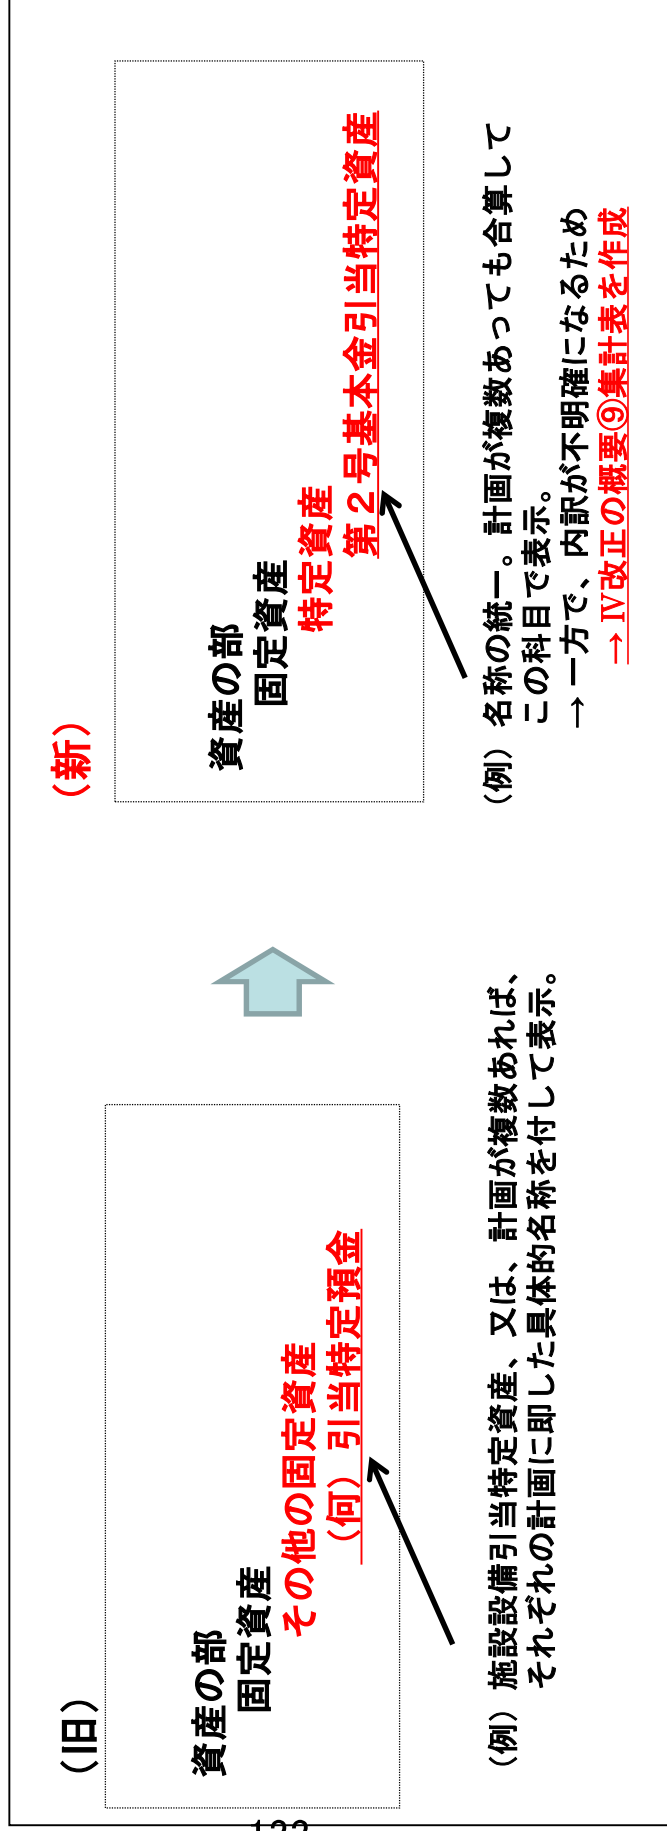 （旧）
資産の部
固定資産
その他の固定資産
（何）引当特定預金
（例）施設設備引当特定資産、又は、計画が複数あれば、
それぞれの計画に即した具体的名称を付して表示。
（新）
資産の部
固定資産
特定資産
第２号基本金引当特定資産
（例）名称の統一。計画が複数あっても合算して
この科目で表示。
→一方で、内訳が不明確になるため
→Ⅳ改正の概要⑨集計表を作成